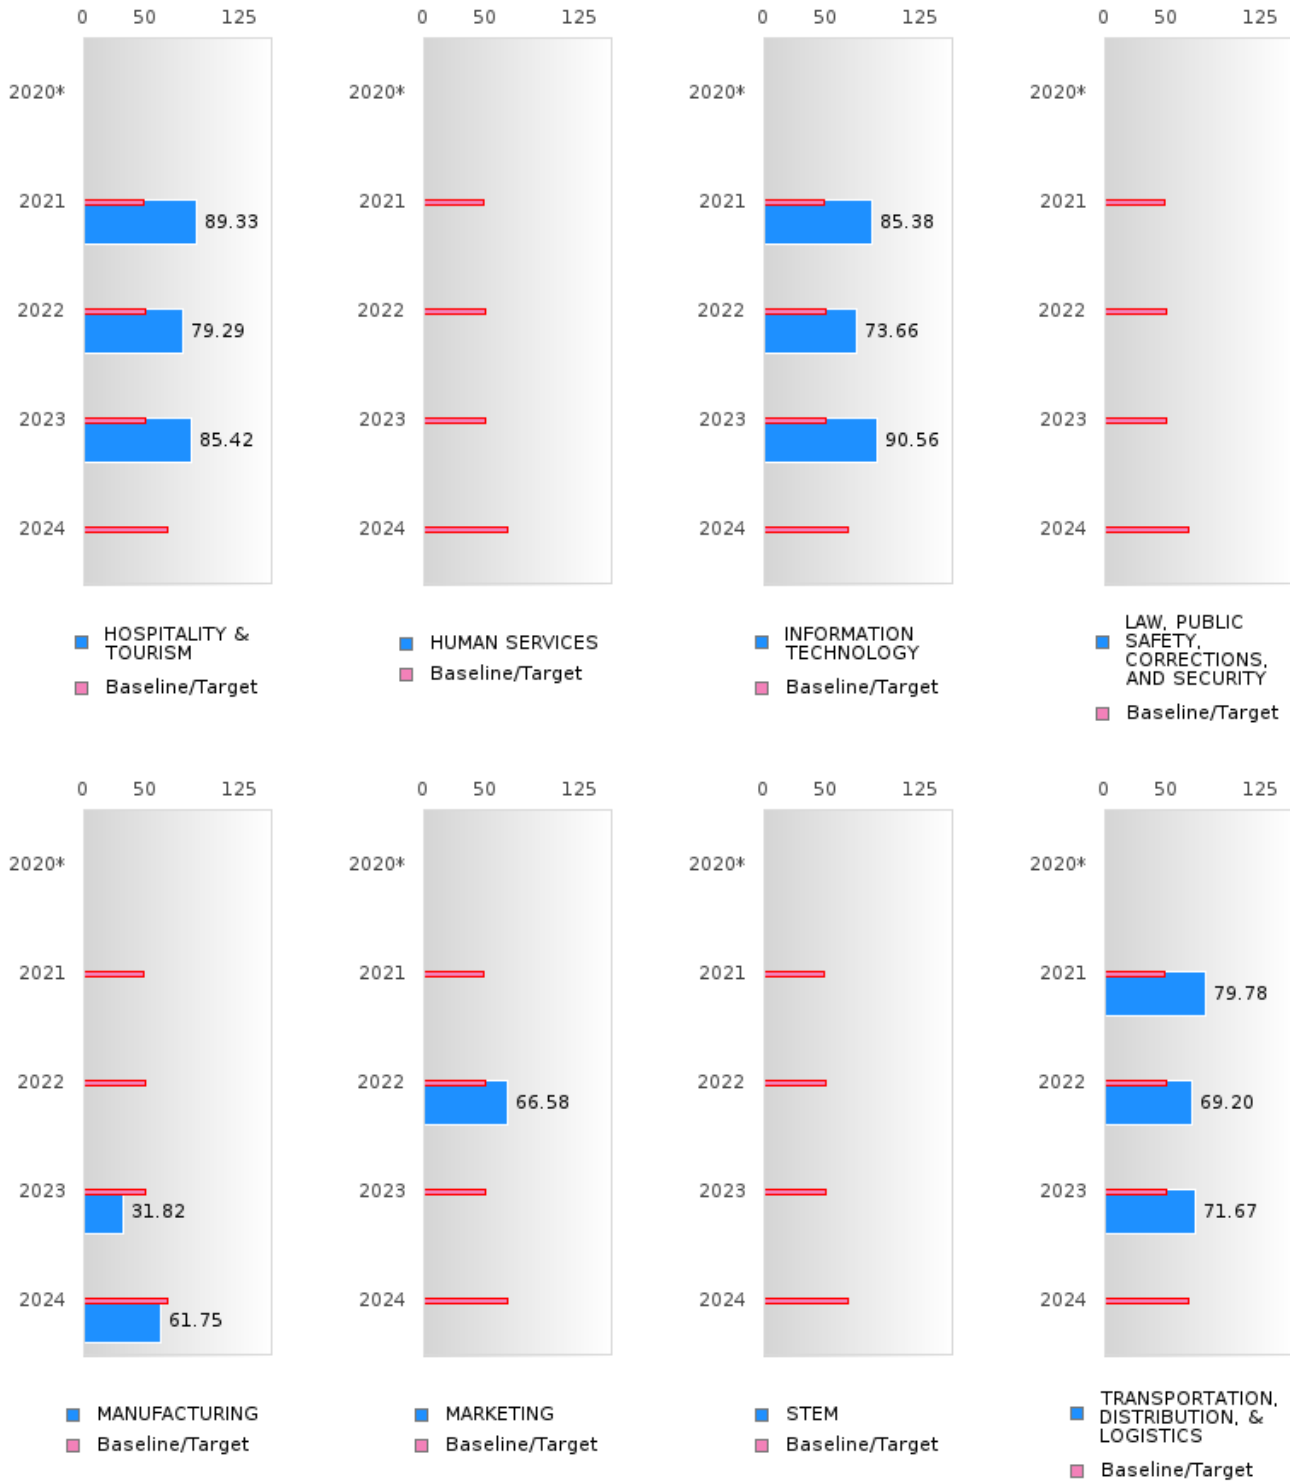 0 50 125 0 50 125 0 50 125 0 50 125
2020* 2020* 2020* 2020*
2021 89.33 2021 2021 85.38 2021
2022 79.29 2022 2022 73.66 2022
2023 85.42 2023 2023 90.56 2023
2024 2024 2024 2024
HOSPITALITY &
TOURISM
Baseline/Target
HUMAN SERVICES
Baseline/Target
INFORMATION
TECHNOLOGY
Baseline/Target
LAW, PUBLIC
SAFETY,
CORRECTIONS,
AND SECURITY
Baseline/Target
0 50 125 0 50 125 0 50 125 0 50 125
2020* 2020* 2020* 2020*
2021 2021 2021 2021 79.78
2022 2022 66.58 2022 2022 69.20
2023 31.82 2023 2023 2023 71.67
2024 61.75 2024 2024 2024
MANUFACTURING
Baseline/Target
MARKETING
Baseline/Target
STEM
Baseline/Target
TRANSPORTATION,
DISTRIBUTION, &
LOGISTICS
Baseline/Target